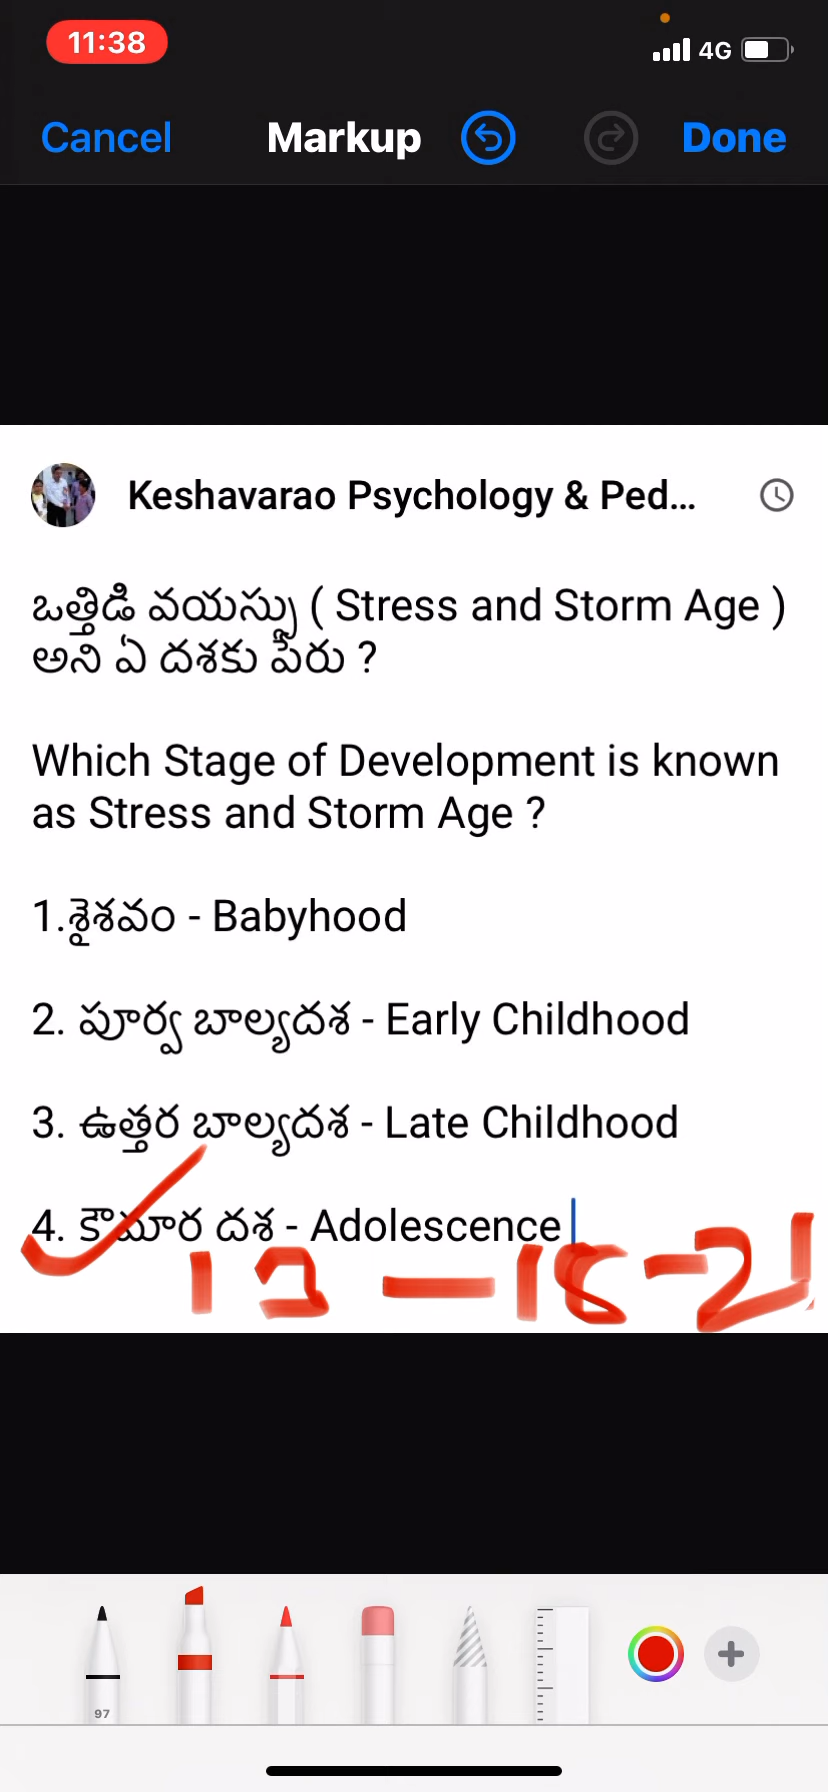 11:38
4G
Cancel Markup Done
Keshavarao Psychology & Ped...
ఒత్తిడి వయస్సు ( Stress and Storm Age )
అని ఏ దశకు పేరు ?
Which Stage of Development is known
as Stress and Storm Age ?
1.శైశవం - Babyhood
2. పూర్వ బాల్యదశ - Early Childhood
3. ఉత్తర బాల్యదశ - Late Childhood
4. కౌమార దశ - Adolescence
12 - 18 - 21
97